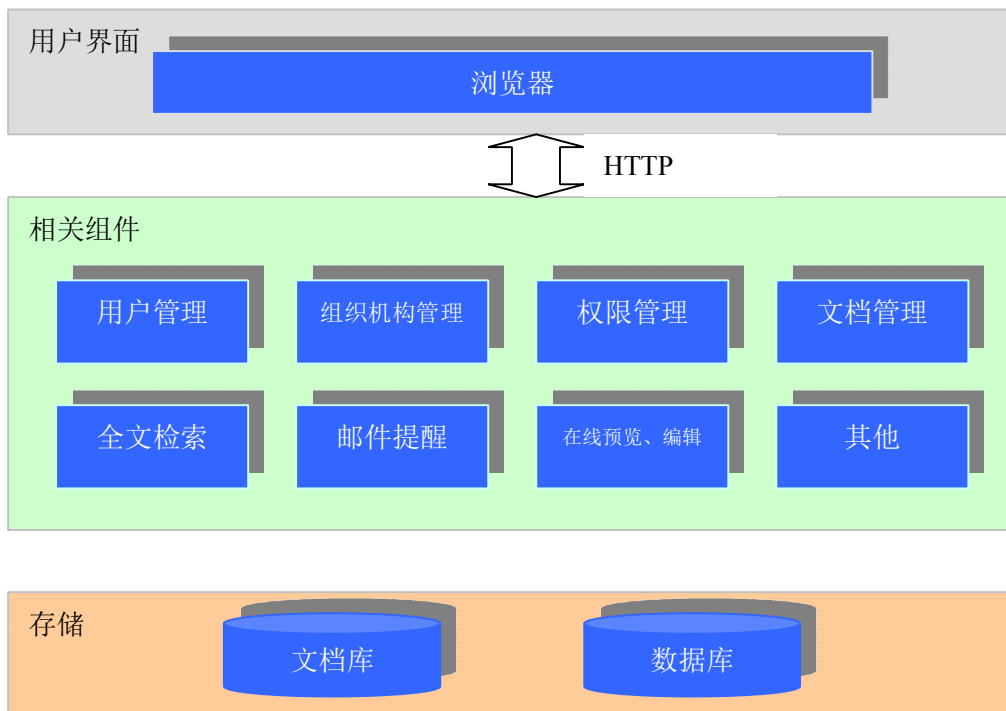 用户界面
浏览器
HTTP
相关组件
用户管理
组织机构管理
权限管理
文档管理
全文检索
邮件提醒
在线预览、编辑
其他
存储
文档库
数据库